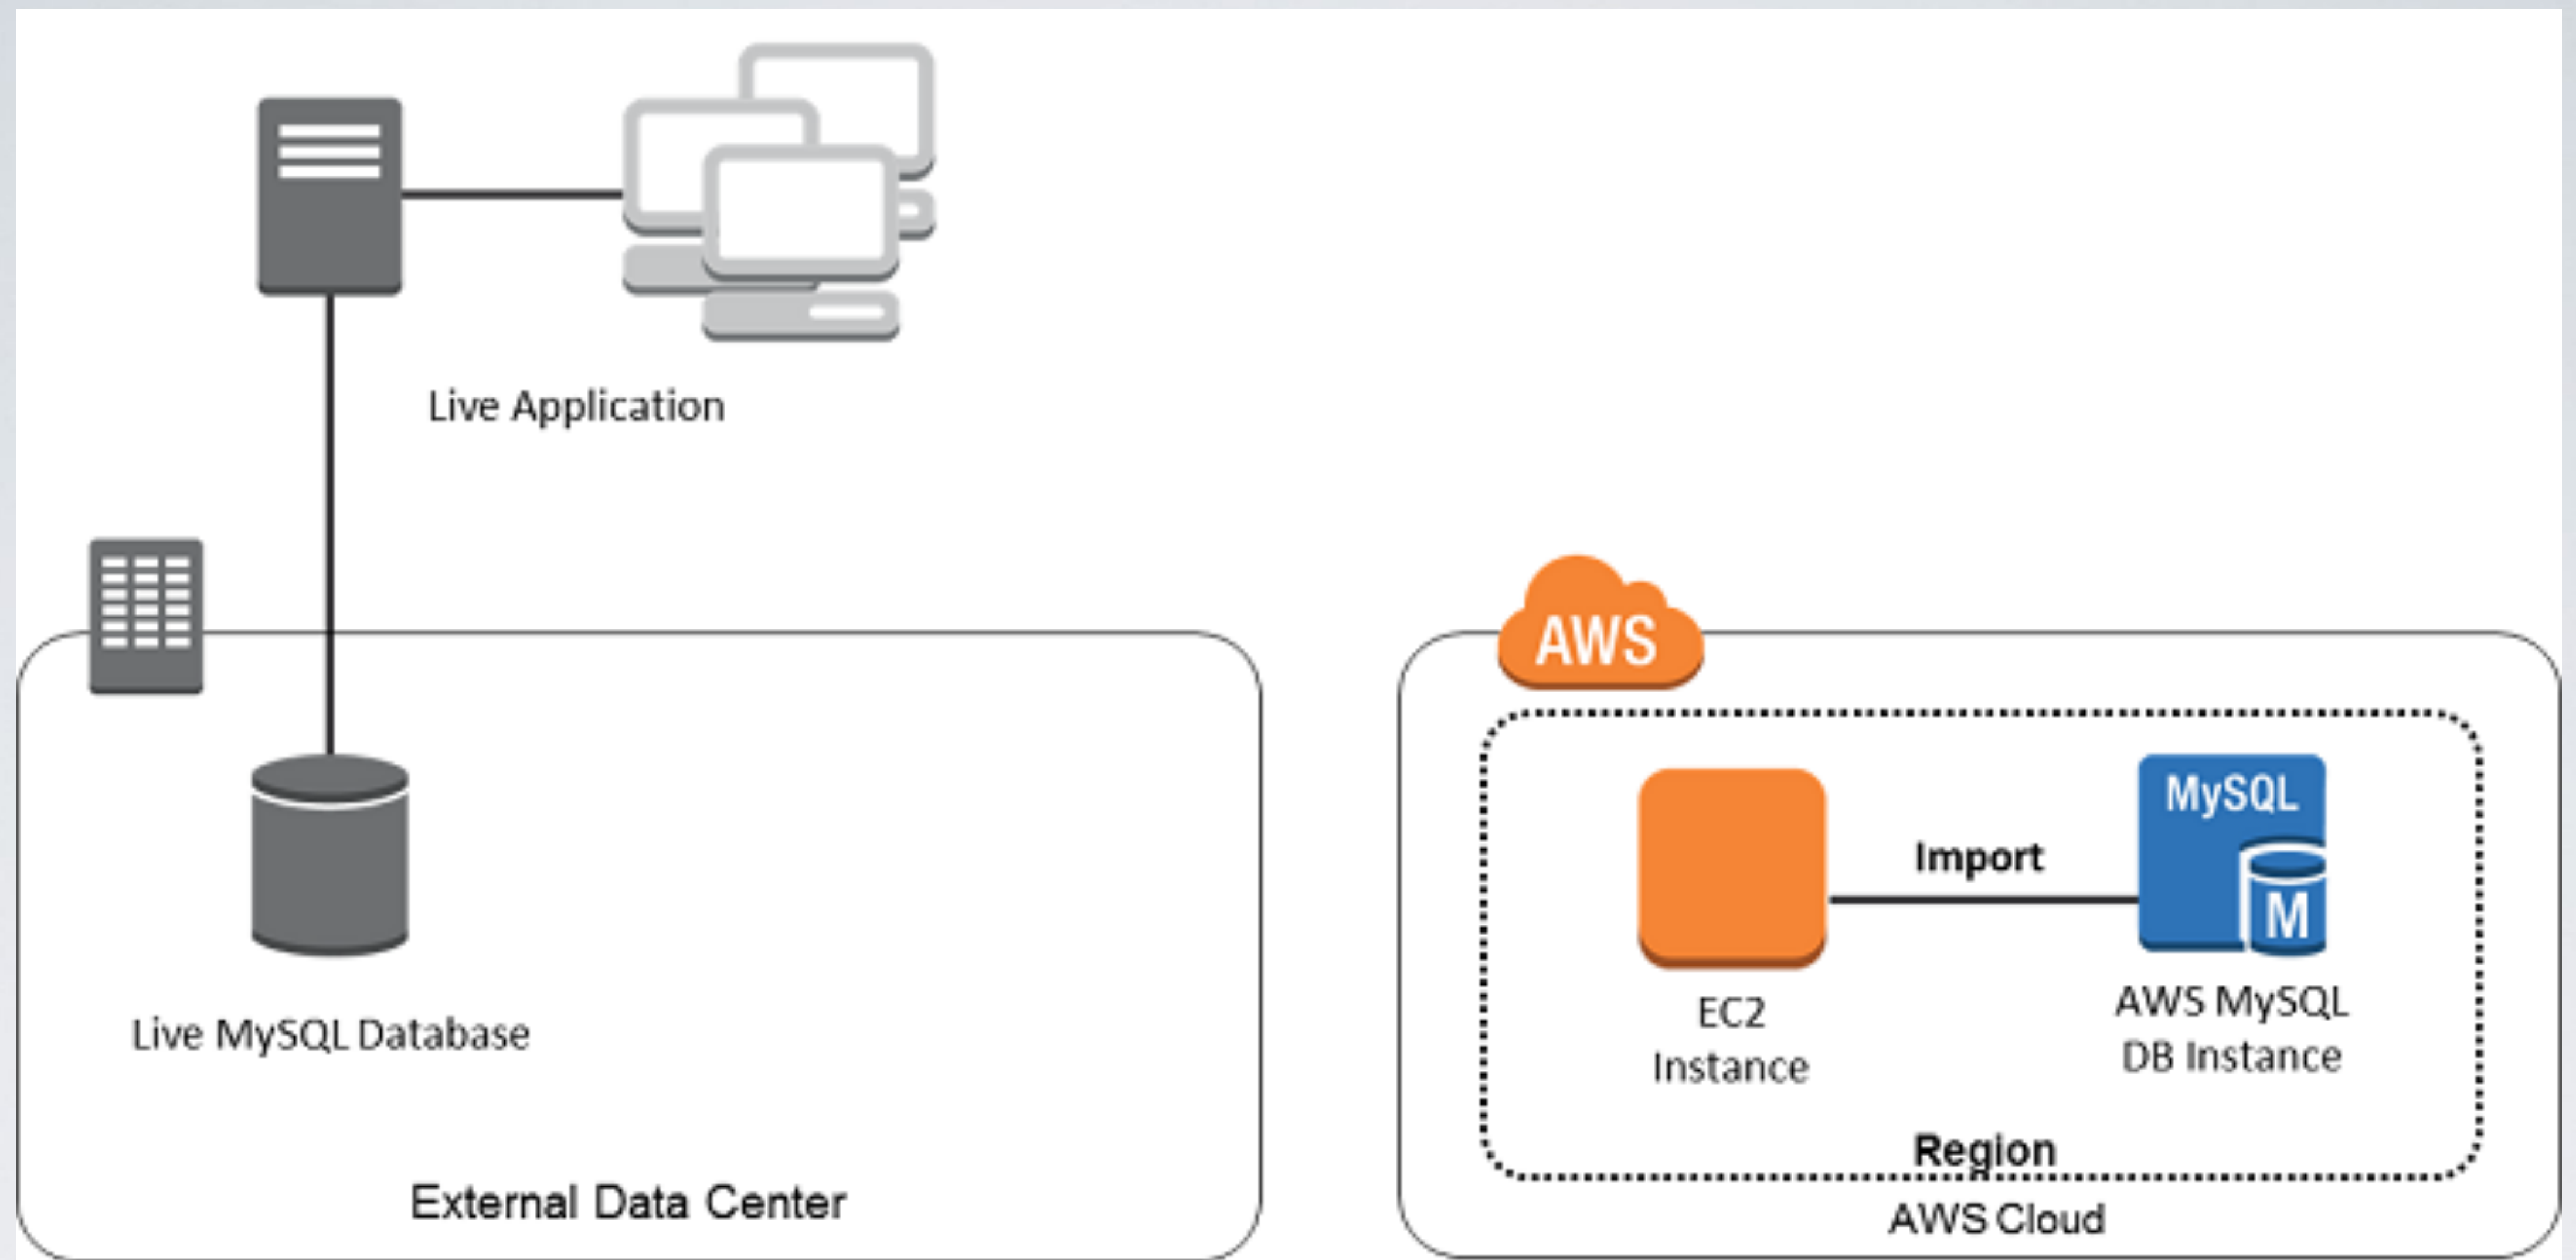 Live Application
Live MySQL Database
External Data Center
AWS
MySQL
M
Import
EC2
Instance
AWS MySQL
DB Instance
Region
AWS Cloud